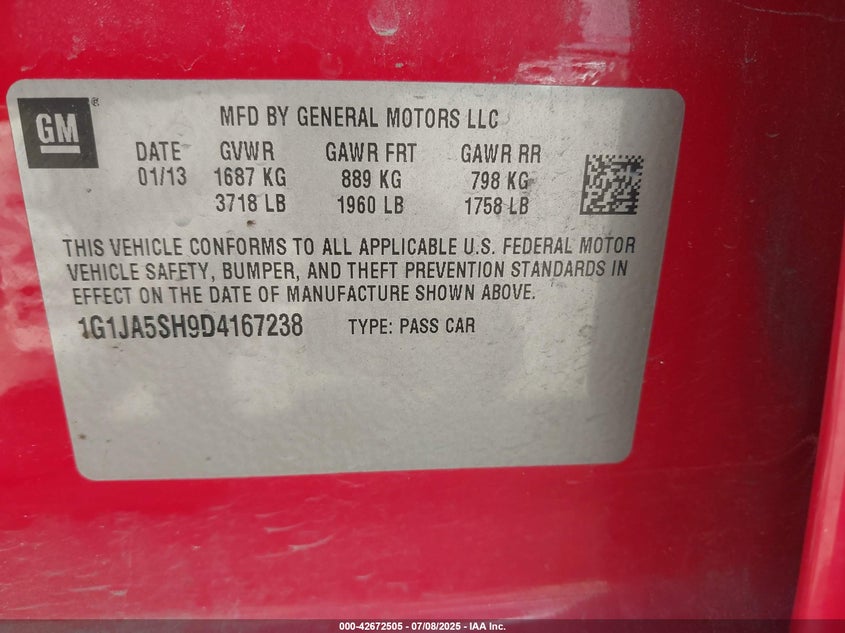 GM®
MFD BY GENERAL MOTORS LLC
DATE GVWR GAWR FRT GAWR RR
01/13 1687 KG 889 KG 798 KG
3718 LB 1960 LB 1758 LB
THIS VEHICLE CONFORMS TO ALL APPLICABLE U.S. FEDERAL MOTOR
VEHICLE SAFETY, BUMPER, AND THEFT PREVENTION STANDARDS IN
EFFECT ON THE DATE OF MANUFACTURE SHOWN ABOVE.
1G1JA5SH9D4167238 TYPE: PASS CAR
000-42672505 - 07/08/2025 - IAA Inc.